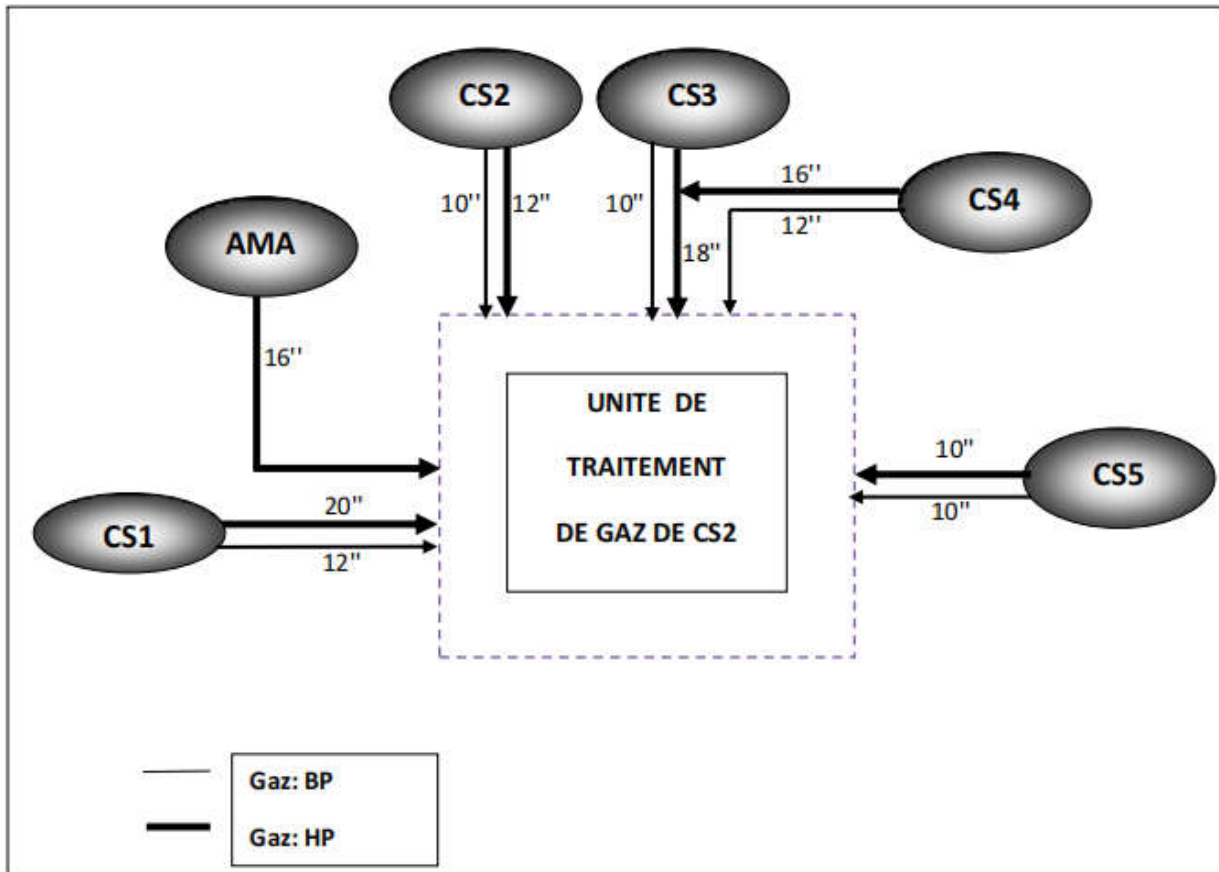 CS2
CS3
16''
CS4
10''
12"
10"
12''
AMA
18"
16''
UNITE DE
TRAITEMENT
DE GAZ DE CS2
10"
CS5
10"
20"
CS1
12"
Gaz: BP
Gaz: HP